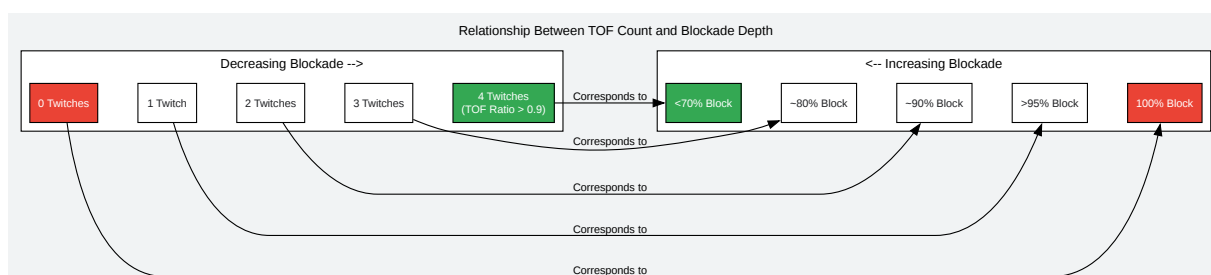 Relationship Between TOF Count and Blockade Depth
Decreasing Blockade -->
0 Twitches
1 Twitch
2 Twitches
3 Twitches
4 Twitches
(TOF Ratio > 0.9)
Corresponds to
<-- Increasing Blockade
<70% Block
~80% Block
~90% Block
>95% Block
100% Block
Corresponds to
Corresponds to
Corresponds to
Corresponds to